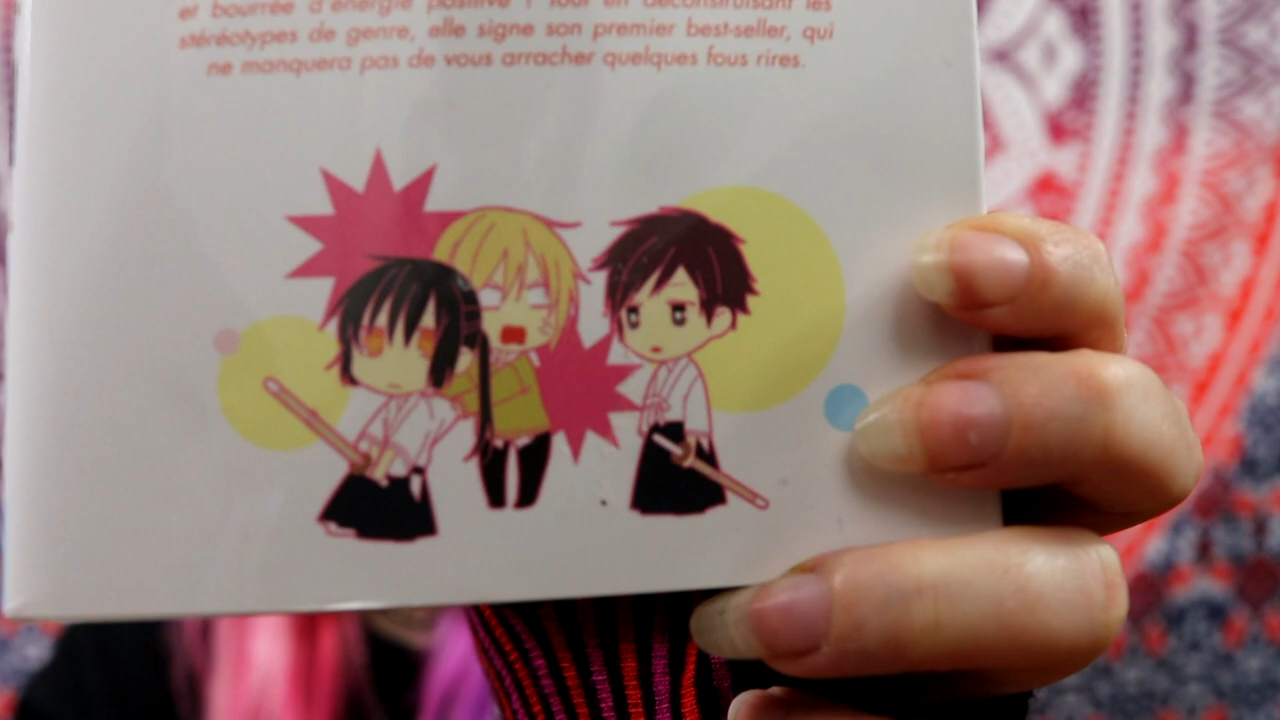 et bourrée d'énergie positive ! Tout en déconstruisant les
stéréotypes de genre, elle signe son premier best-seller, qui
ne manquera pas de vous arracher quelques fous rires.